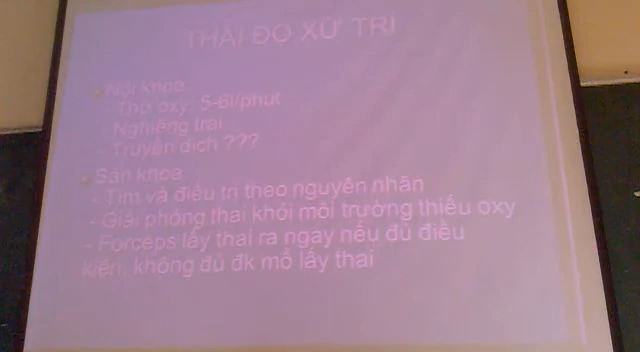 THÁI ĐỘ XỬ TRÍ
Nội khoa:
- Thở oxy: 5-6l/phút
- Nghiêng trái
- Truyền dịch ???
Sản khoa
- Tìm và điều trị theo nguyên nhân
- Giải phóng thai khỏi môi trường thiếu oxy
- Forceps lấy thai ra ngay nếu đủ điều
kiện, không đủ đk mổ lấy thai